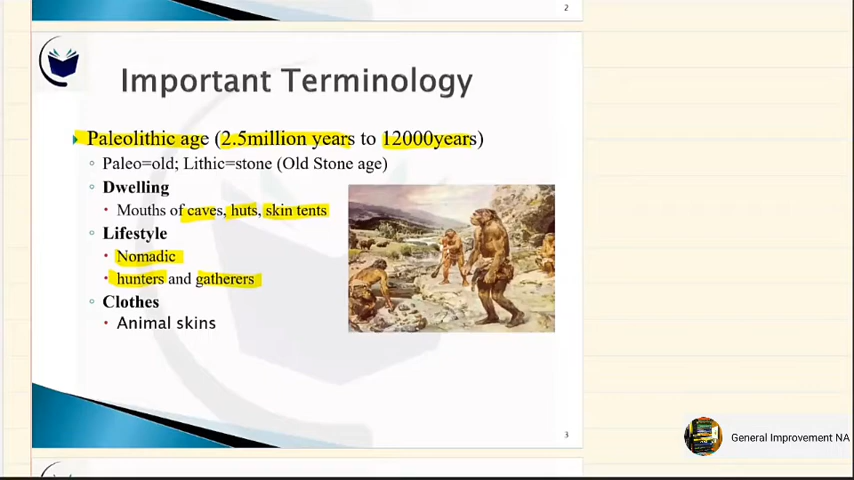 2
Important Terminology
Paleolithic age (2.5million years to 12000years)
Paleo=old; Lithic=stone (Old Stone age)
Dwelling
Mouths of caves, huts, skin tents
Lifestyle
Nomadic
hunters and gatherers
Clothes
Animal skins
3
General Improvement NA